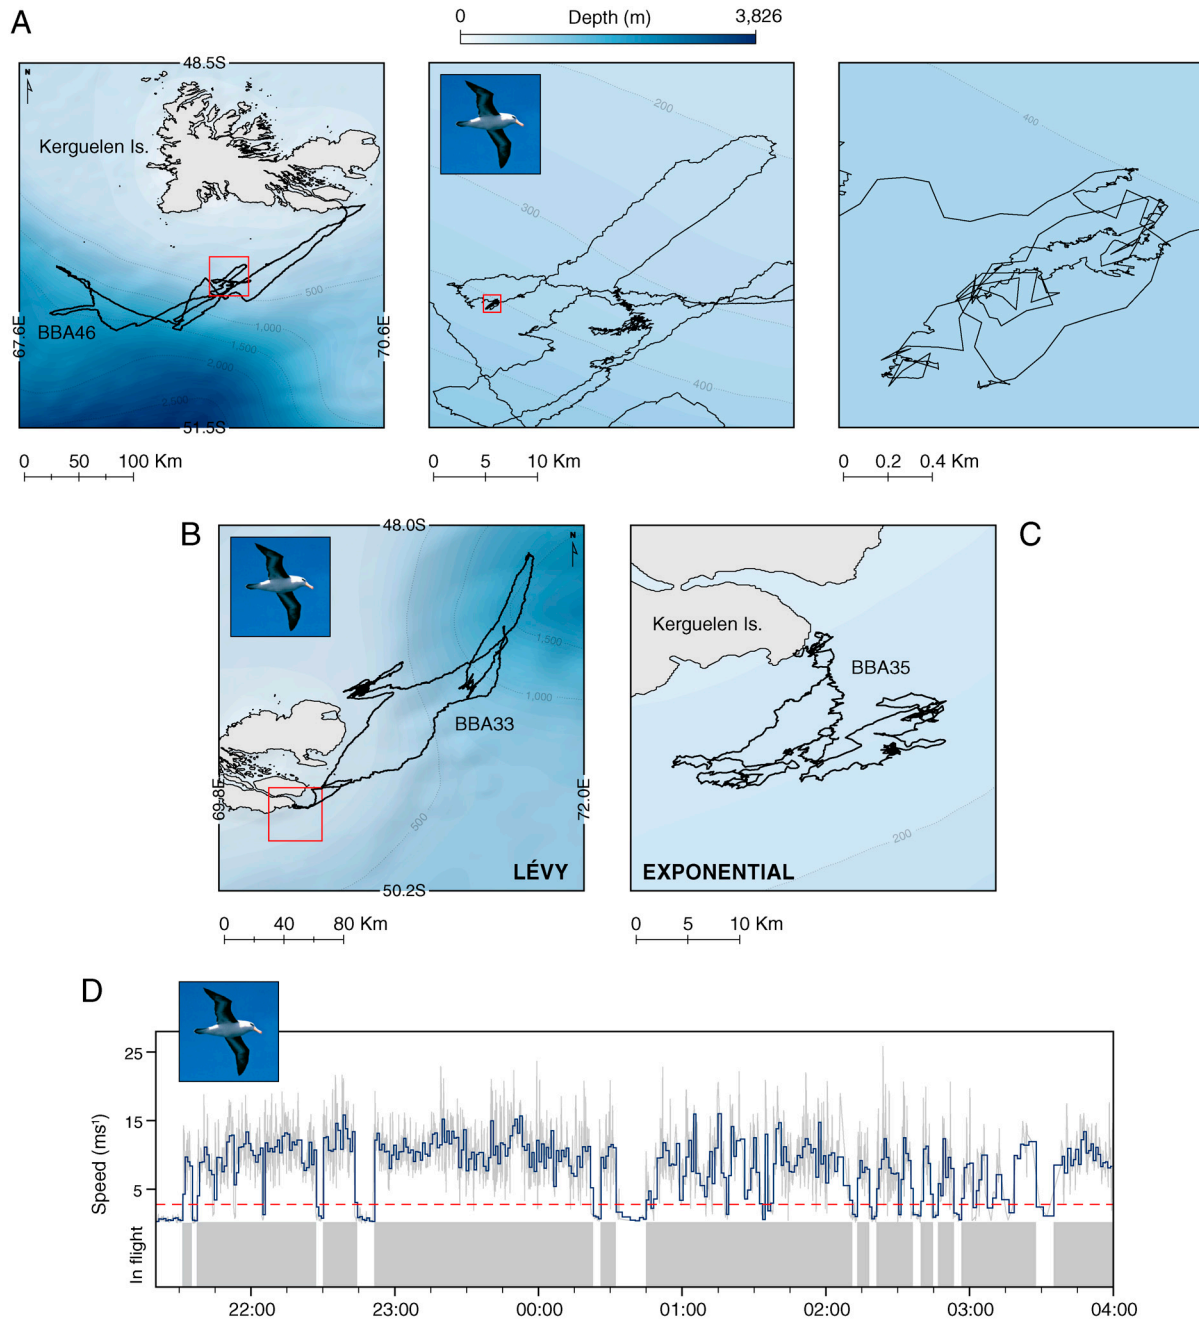 A
0 Depth (m) 3,826
48.5S
N
Kerguelen Is.
500
1,000
1,500
2,000
2,500
BBA46
67.6E
70.6E
51.5S
0 50 100 Km
200
300
400
0 5 10 Km
400
0 0.2 0.4 Km
B
48.0S
N
1,500
1,000
BBA33
500
69.8E
72.0E
LÉVY
50.2S
0 40 80 Km
C
Kerguelen Is.
BBA35
200
EXPONENTIAL
0 5 10 Km
D
Speed (ms¹)
25
15
5
In flight
22:00 23:00 00:00 01:00 02:00 03:00 04:00